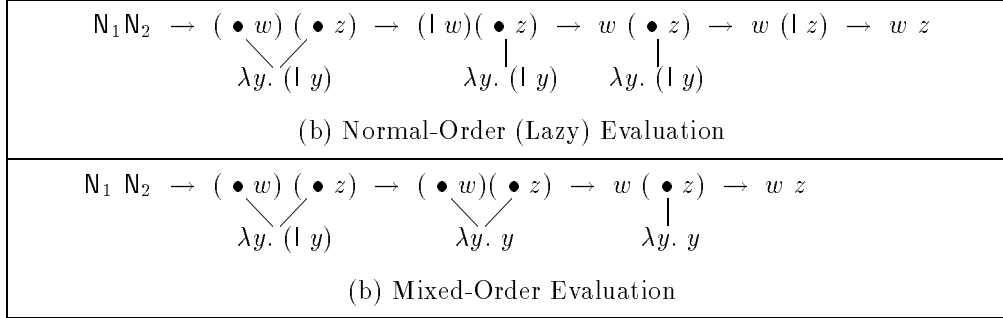 N₁N₂ → ( • w) ( • z) → (I w)( • z) → w ( • z) → w (I z) → w z
λy. (I y) λy. (I y) λy. (I y)
(b) Normal-Order (Lazy) Evaluation
N₁ N₂ → ( • w) ( • z) → ( • w)( • z) → w ( • z) → w z
λy. (I y) λy. y λy. y
(b) Mixed-Order Evaluation